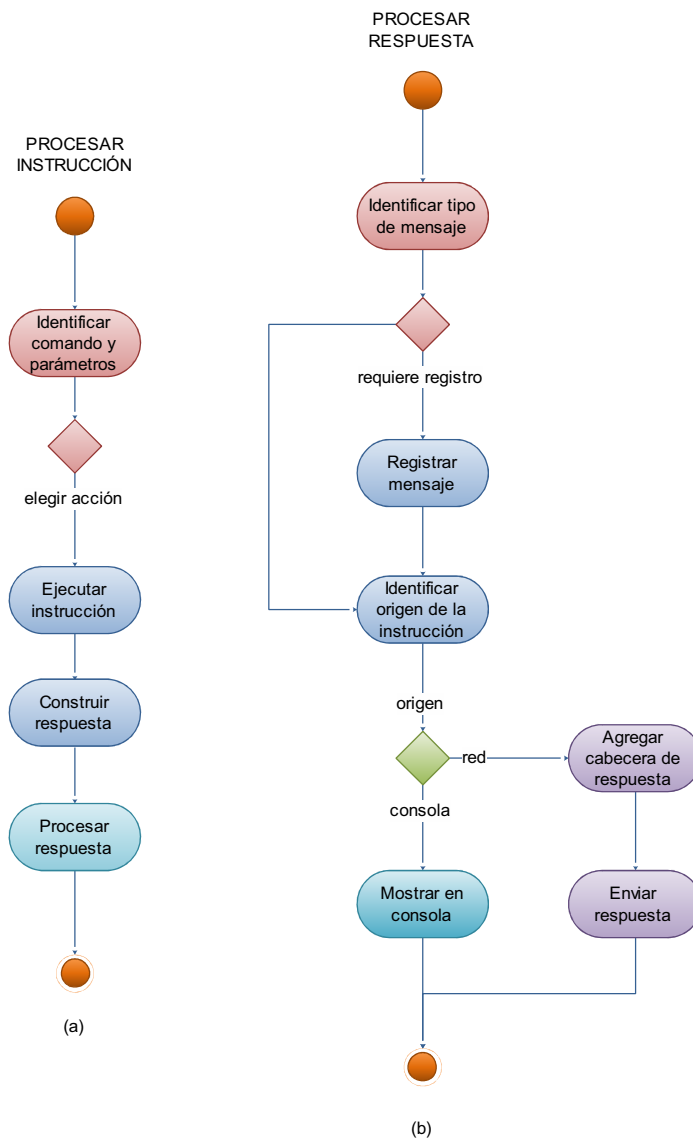 PROCESAR
INSTRUCCIÓN
Identificar
comando y
parámetros
elegir acción
Ejecutar
instrucción
Construir
respuesta
Procesar
respuesta
(a)
PROCESAR
RESPUESTA
Identificar tipo
de mensaje
requiere registro
Registrar
mensaje
Identificar
origen de la
instrucción
origen
red
Agregar
cabecera de
respuesta
consola
Mostrar en
consola
Enviar
respuesta
(b)